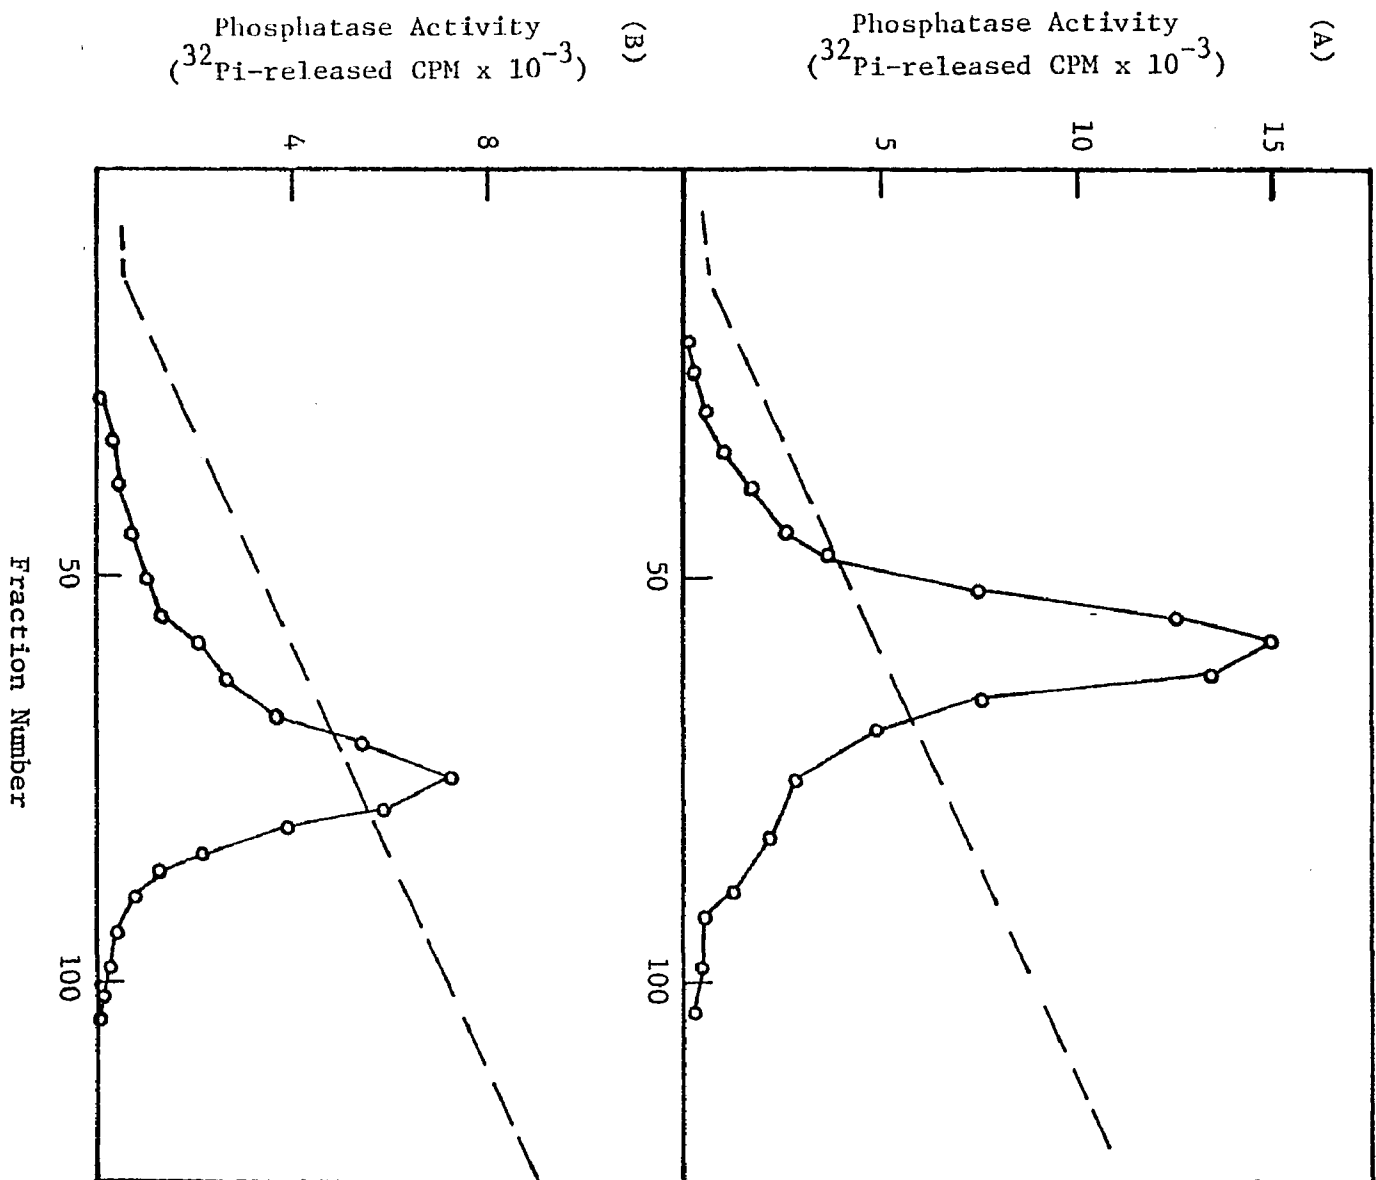 (A)
Phosphatase Activity
(³²Pi-released CPM x 10⁻³)
15
10
5
50
100
(B)
Phosphatase Activity
(³²Pi-released CPM x 10⁻³)
8
4
50
100
Fraction Number